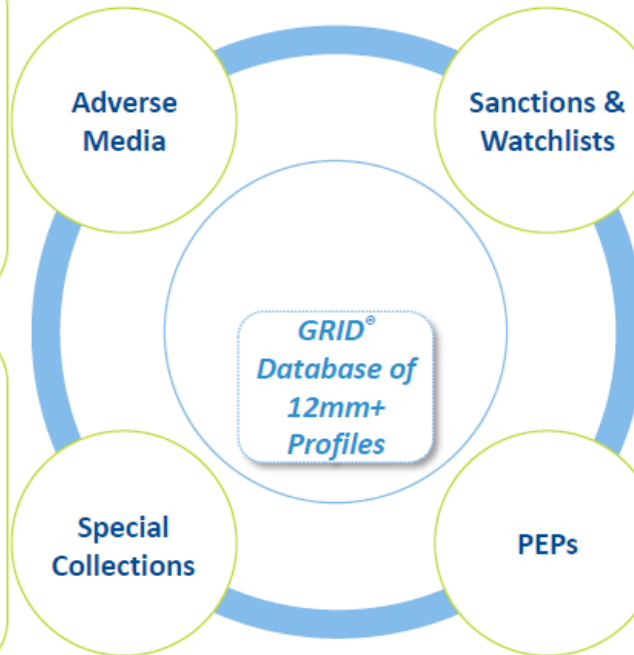 Adverse
Media
Sanctions &
Watchlists
GRID®
Database of
12mm+
Profiles
Special
Collections
PEPs